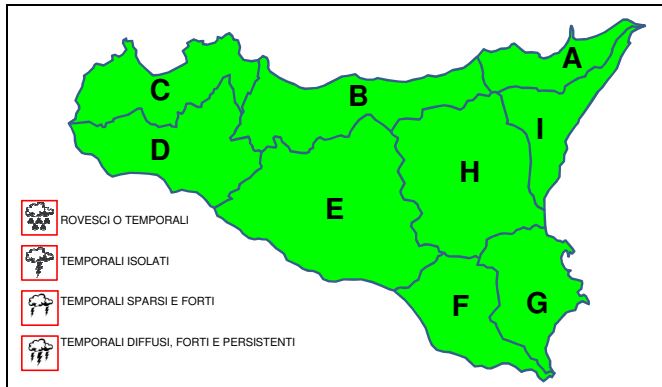 A
B
C
I
D
H
E
ROVESCI O TEMPORALI
TEMPORALI ISOLATI
TEMPORALI SPARSI E FORTI
F
G
TEMPORALI DIFFUSI, FORTI E PERSISTENTI